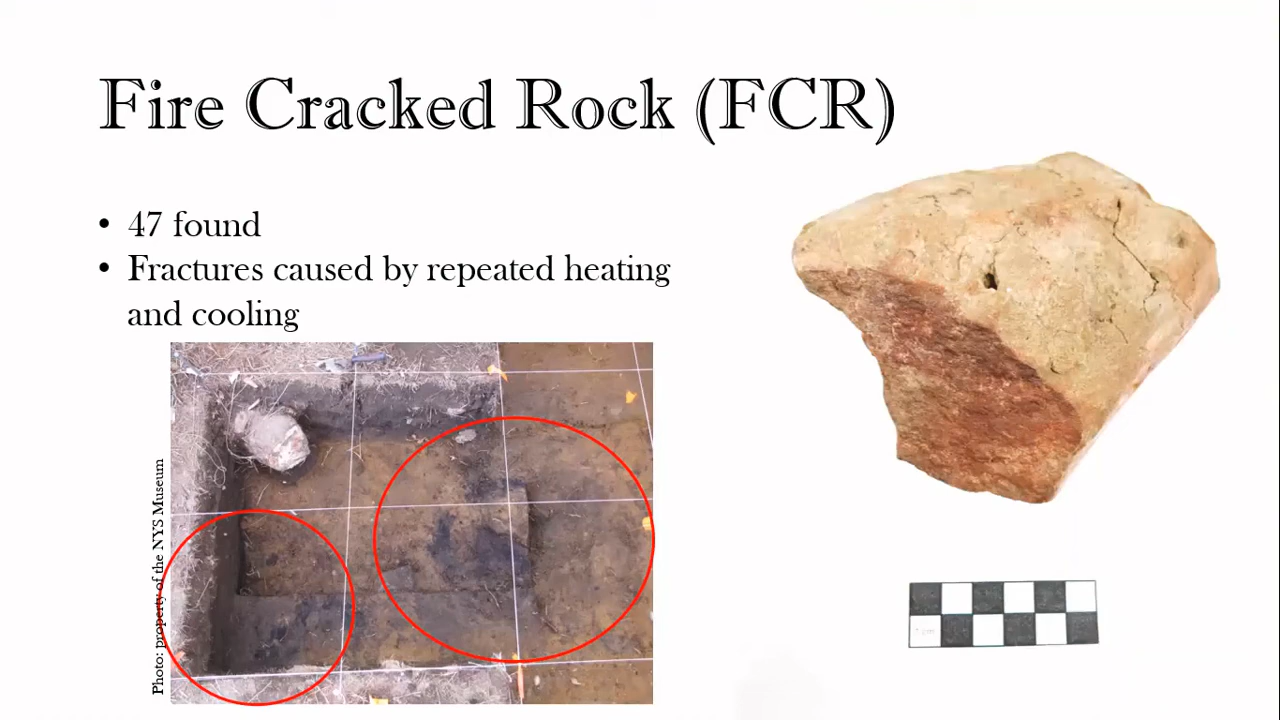 Fire Cracked Rock (FCR)
• 47 found
• Fractures caused by repeated heating
and cooling
Photo: property of the NYS Museum